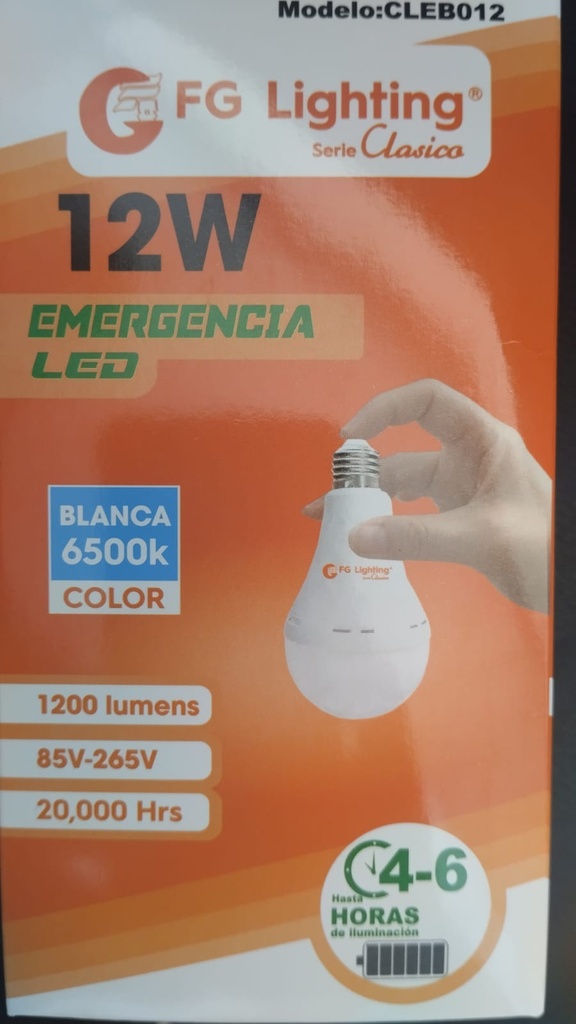 Modelo:CLEB012
FG Lighting®
Serie Clasico
12W
EMERGENCIA
LED
BLANCA
6500k
COLOR
FG Lighting®
1200 lumens
85V-265V
20,000 Hrs
4-6
Hasta
HORAS
de iluminación